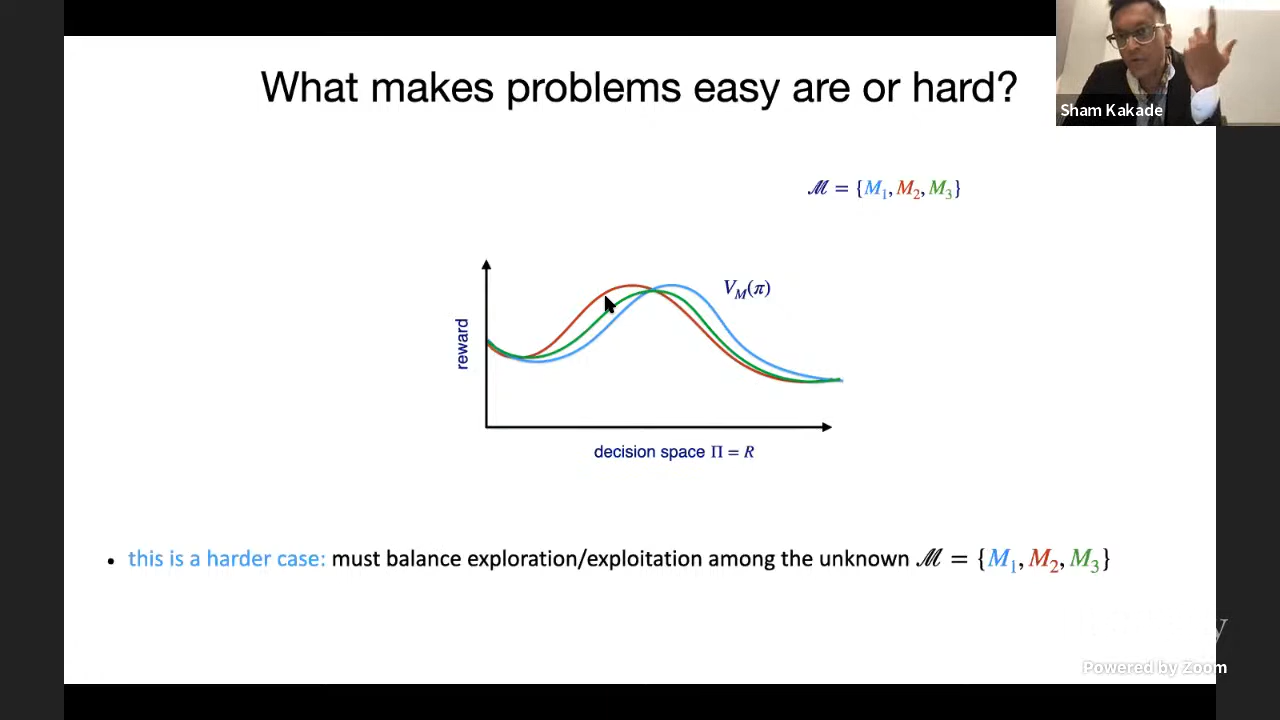 What makes problems easy are or hard?
Sham Kakade
ℳ = {M₁, M₂, M₃}
V_M(π)
reward
decision space Π = R
• this is a harder case: must balance exploration/exploitation among the unknown ℳ = {M₁, M₂, M₃}
Powered by Zoom